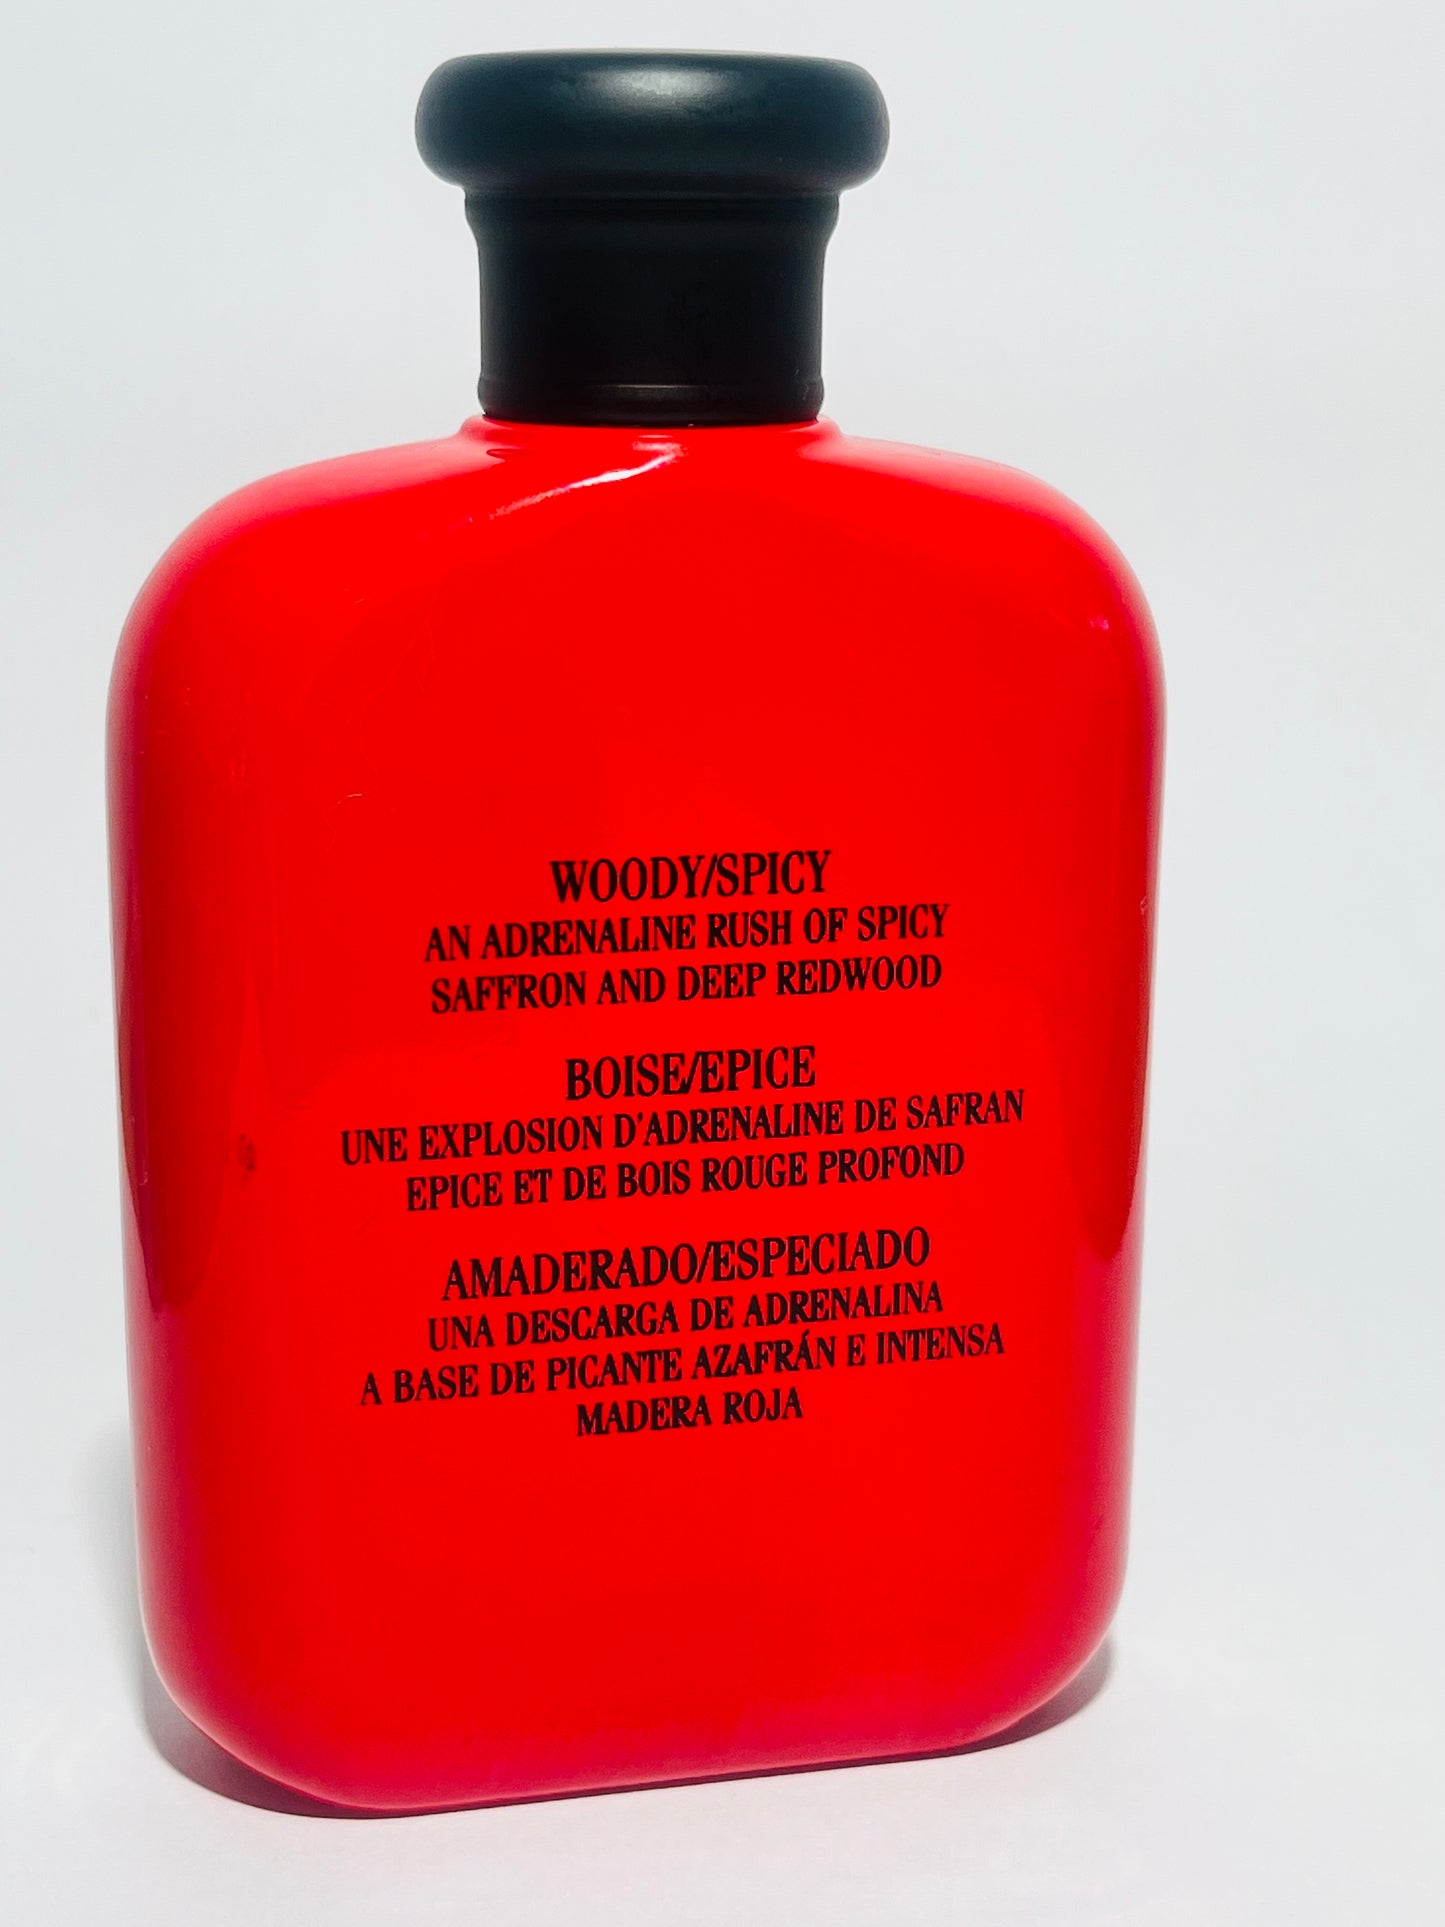 WOODY/SPICY
AN ADRENALINE RUSH OF SPICY
SAFFRON AND DEEP REDWOOD
BOISE/EPICE
UNE EXPLOSION D'ADRENALINE DE SAFRAN
EPICE ET DE BOIS ROUGE PROFOND
AMADERADO/ESPECIADO
UNA DESCARGA DE ADRENALINA
A BASE DE PICANTE AZAFRÁN E INTENSA
MADERA ROJA